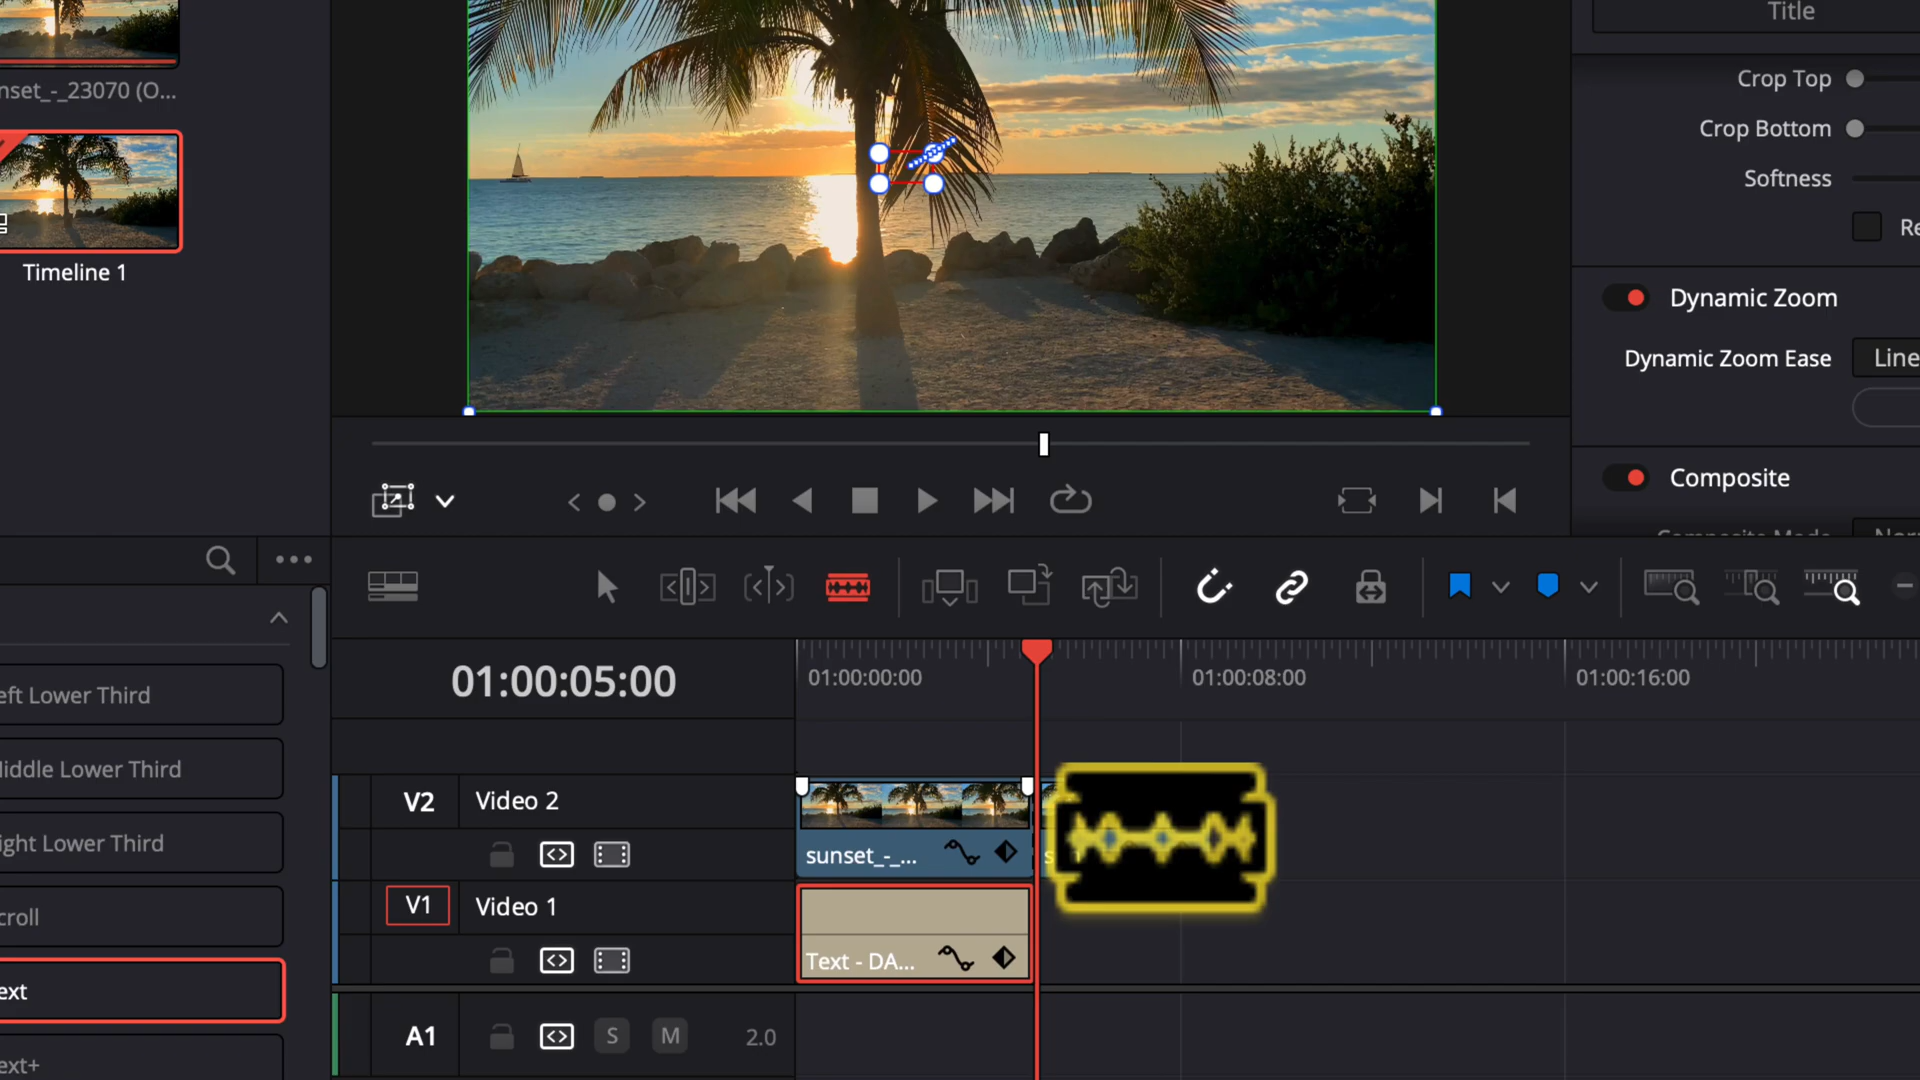 Title
nset_-_23070 (O...
Crop Top
Crop Bottom
Softness
Re
Timeline 1
Dynamic Zoom
Dynamic Zoom Ease
Line
Composite
01:00:05:00
01:00:00:00
01:00:08:00
01:00:16:00
eft Lower Third
iddle Lower Third
ight Lower Third
croll
ext
ext+
V2
Video 2
sunset_-_...
V1
Video 1
Text - DA...
A1
S
M
2.0